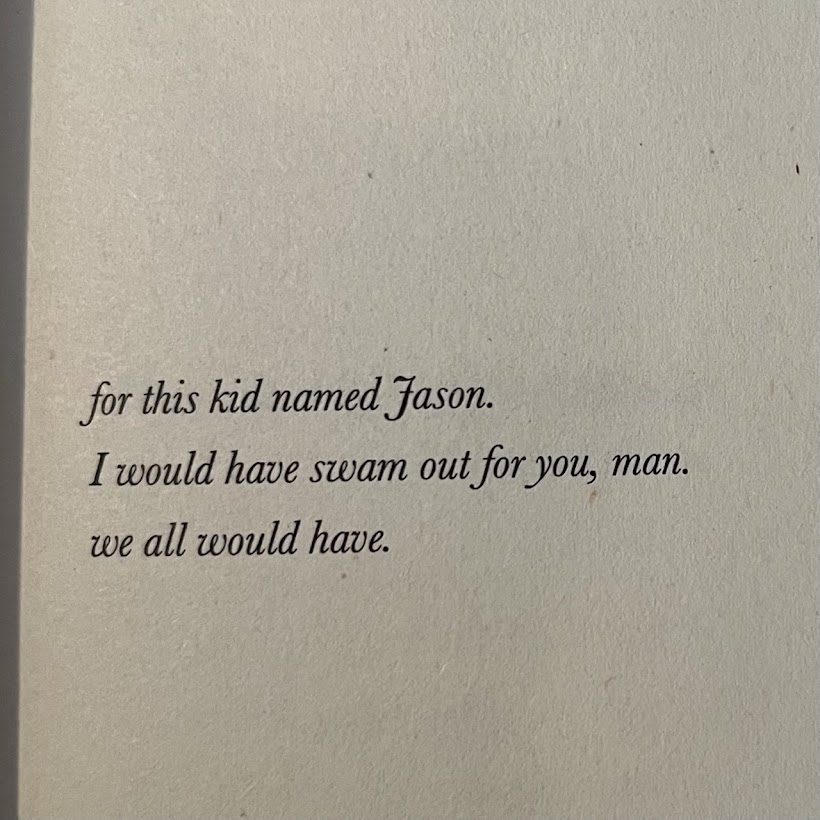 for this kid named Jason.
I would have swam out for you, man.
we all would have.